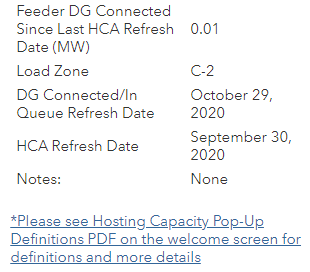 Feeder DG Connected
Since Last HCA Refresh 0.01
Date (MW)
Load Zone C-2
DG Connected/In October 29,
Queue Refresh Date 2020
HCA Refresh Date September 30,
2020
Notes: None
*Please see Hosting Capacity Pop-Up
Definitions PDF on the welcome screen for
definitions and more details